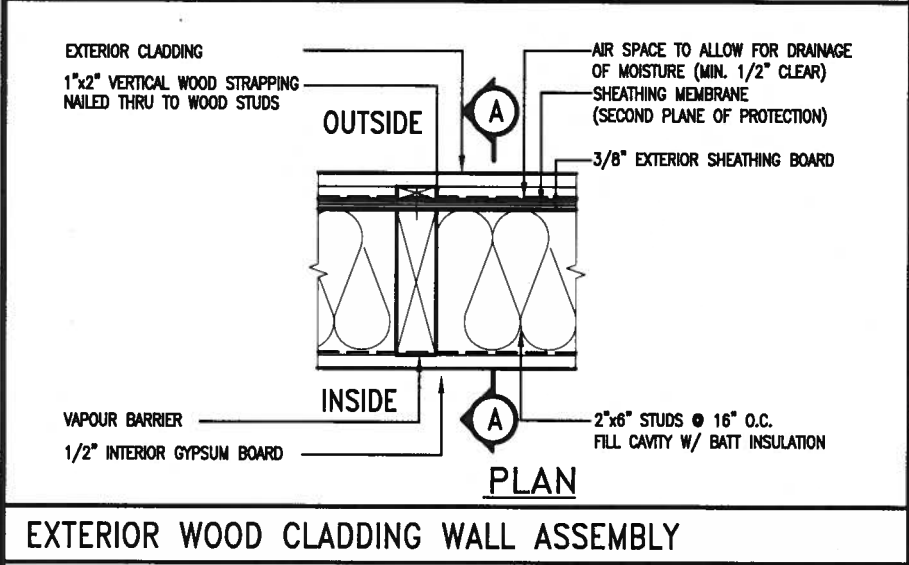 EXTERIOR CLADDING
1"x2" VERTICAL WOOD STRAPPING
NAILED THRU TO WOOD STUDS
OUTSIDE
A
AIR SPACE TO ALLOW FOR DRAINAGE
OF MOISTURE (MIN. 1/2" CLEAR)
SHEATHING MEMBRANE
(SECOND PLANE OF PROTECTION)
3/8" EXTERIOR SHEATHING BOARD
INSIDE
VAPOUR BARRIER
1/2" INTERIOR GYPSUM BOARD
A
2"x6" STUDS @ 16" O.C.
FILL CAVITY W/ BATT INSULATION
PLAN
EXTERIOR WOOD CLADDING WALL ASSEMBLY